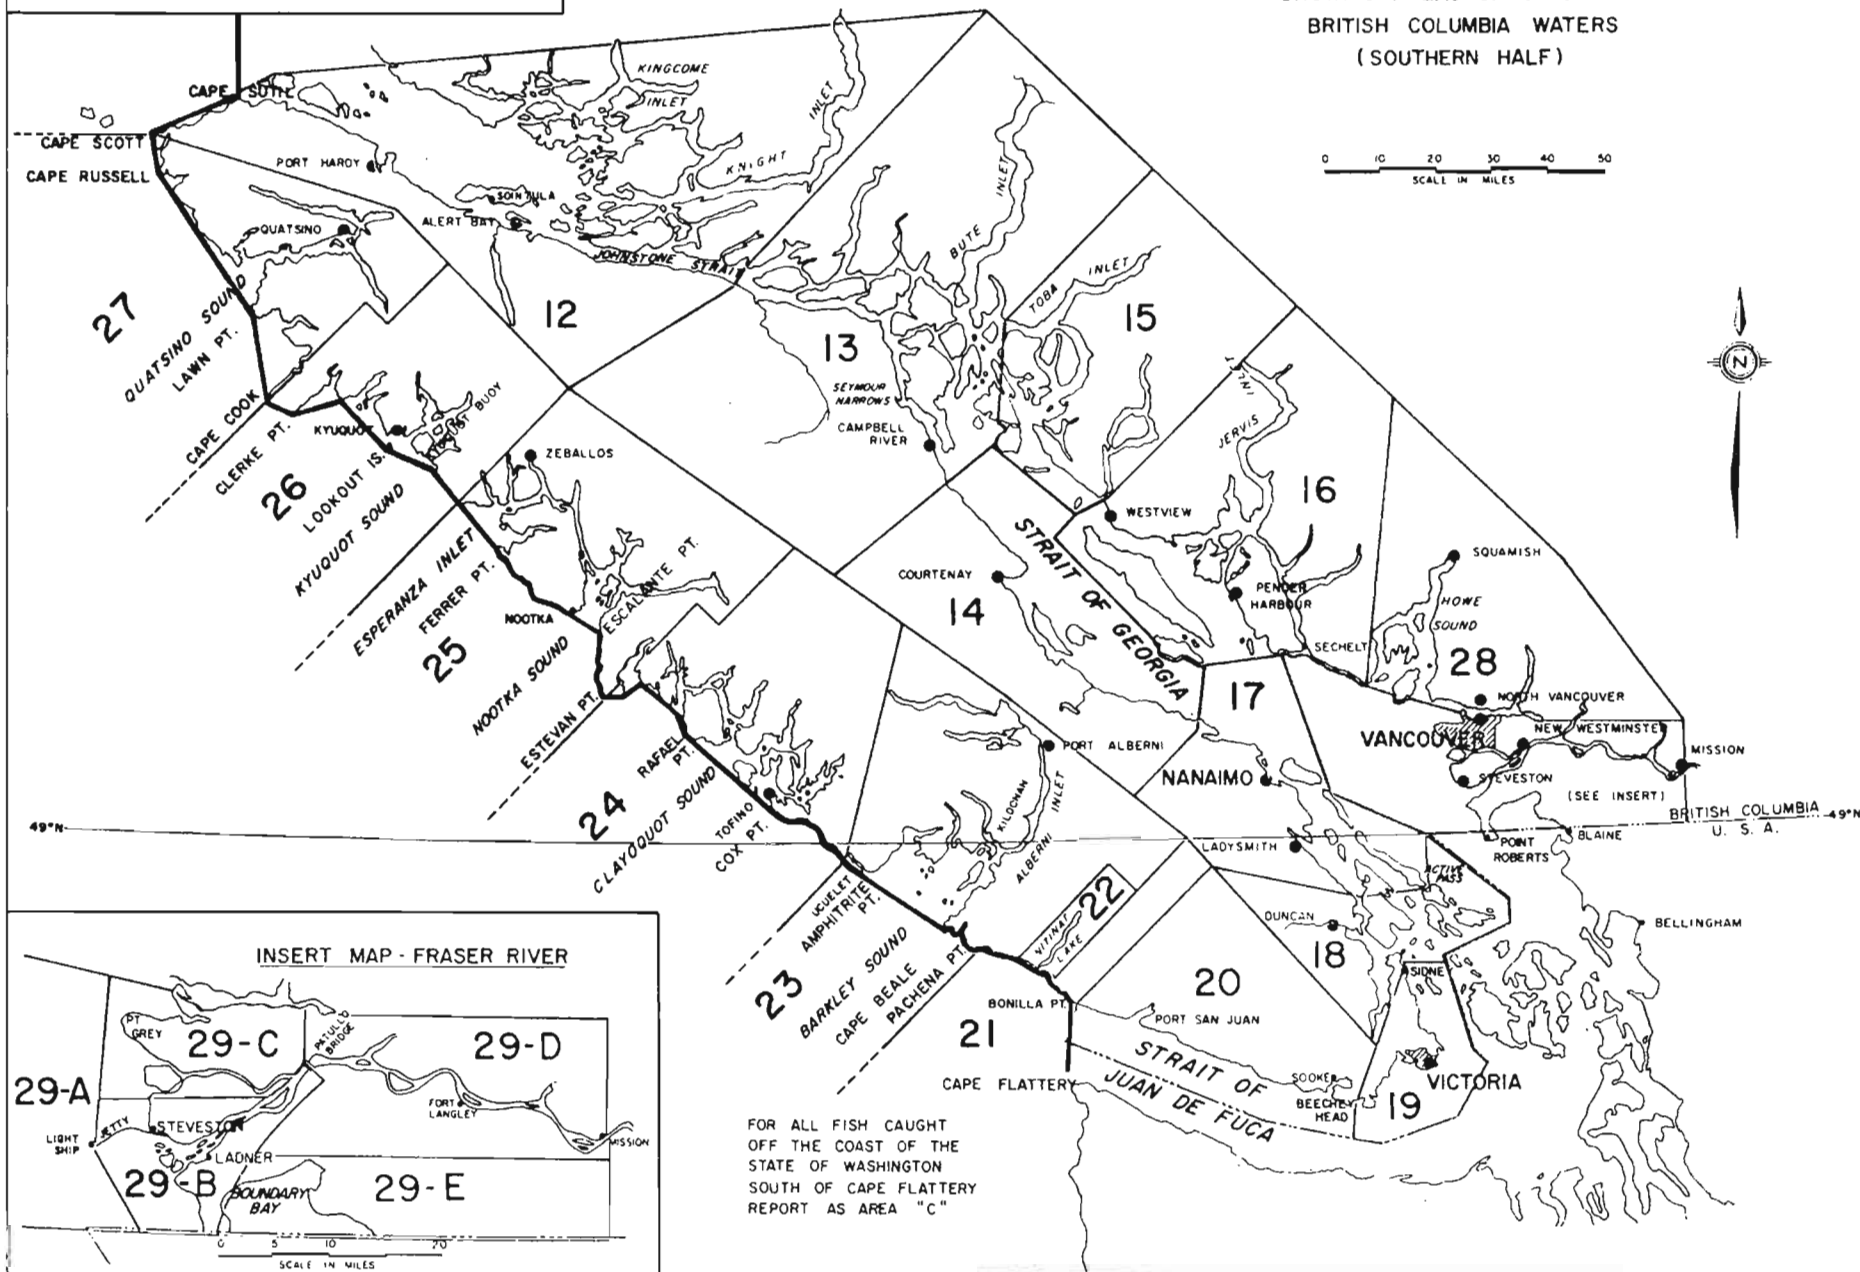 BRITISH COLUMBIA WATERS
(SOUTHERN HALF)
0 10 20 30 40 50
SCALE IN MILES
N
CAPE SUTIL
CAPE SCOTT
CAPE RUSSELL
PORT HARDY
SOINTULA
ALERT BAY
KINGCOME
INLET
KNIGHT
INLET
JOHNSTONE STRAIT
QUATSINO
27
QUATSINO SOUND
LAWN PT.
CAPE COOK
CLERKE PT.
12
13
BUTE
INLET
TOBA
INLET
15
SEYMOUR
NARROWS
CAMPBELL
RIVER
KYUQUOT
26
LOOKOUT IS.
BUOY
KYUQUOT SOUND
ZEBALLOS
ESPERANZA INLET
FERRER PT.
25
NOOTKA
NOOTKA SOUND
ESCALANTE PT.
ESTEVAN PT.
JERVIS
INLET
16
WESTVIEW
PENDER
HARBOUR
SECHELT
SQUAMISH
HOWE
SOUND
28
STRAIT OF GEORGIA
COURTENAY
14
17
NORTH VANCOUVER
VANCOUVER
NEW WESTMINSTER
MISSION
STEVESTON
(SEE INSERT)
BRITISH COLUMBIA
U. S. A.
49°N
49°N
POINT
ROBERTS
BLAINE
BELLINGHAM
NANAIMO
LADYSMITH
ACTIVE
PASS
24
RAFAEL
PT.
CLAYOQUOT SOUND
TOFINO
COX PT.
PORT ALBERNI
KILDONAN
ALBERNI INLET
UCUELET
AMPHITRITE
PT.
23
BARKLEY SOUND
CAPE BEALE
PACHENA PT.
NITINAT
LAKE
22
DUNCAN
18
SIDNEY
20
BONILLA PT.
PORT SAN JUAN
21
CAPE FLATTERY
STRAIT OF
JUAN DE FUCA
SOOKE
BEECHEY
HEAD
19
VICTORIA
FOR ALL FISH CAUGHT
OFF THE COAST OF THE
STATE OF WASHINGTON
SOUTH OF CAPE FLATTERY
REPORT AS AREA "C"
INSERT MAP - FRASER RIVER
PT.
GREY
29-C
PATULLO
BRIDGE
29-D
29-A
FORT
LANGLEY
LIGHT
SHIP
JETTY
STEVESTON
LADNER
MISSION
29-B
BOUNDARY
BAY
29-E
0 5 10 20
SCALE IN MILES